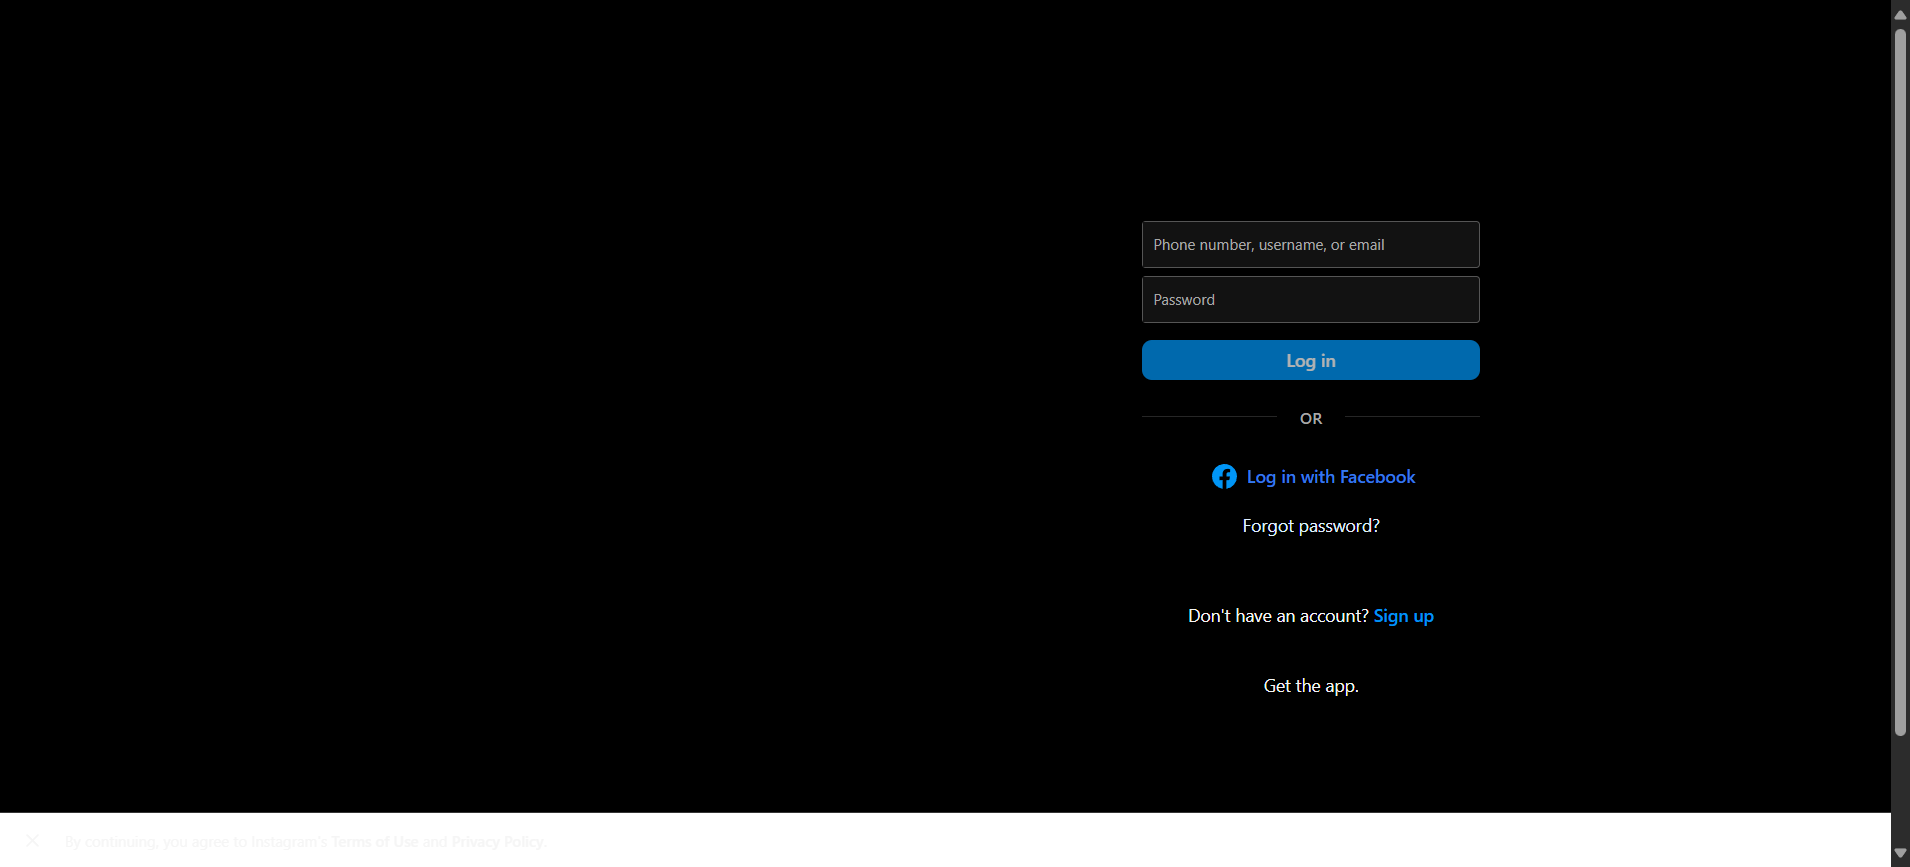 Phone number, username, or email
Password
Log in
OR
Log in with Facebook
Forgot password?
Don't have an account? Sign up
Get the app.
By continuing, you agree to Instagram's Terms of Use and Privacy Policy.